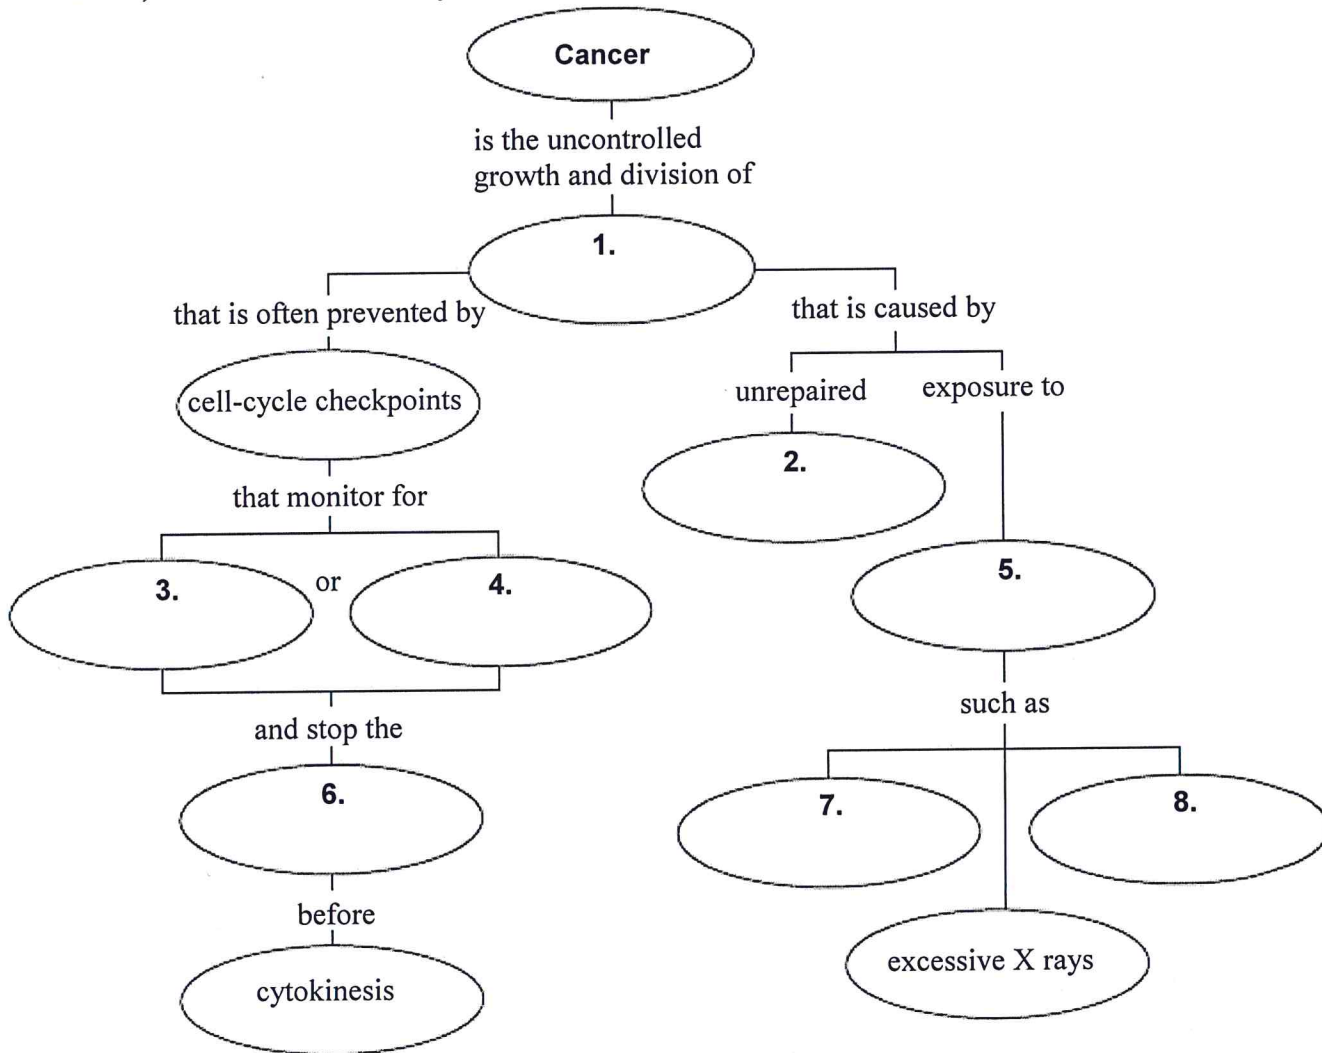 Cancer
is the uncontrolled
growth and division of
1.
that is often prevented by
that is caused by
cell-cycle checkpoints
unrepaired
exposure to
2.
that monitor for
3.
or
4.
5.
and stop the
such as
6.
7.
8.
before
excessive X rays
cytokinesis